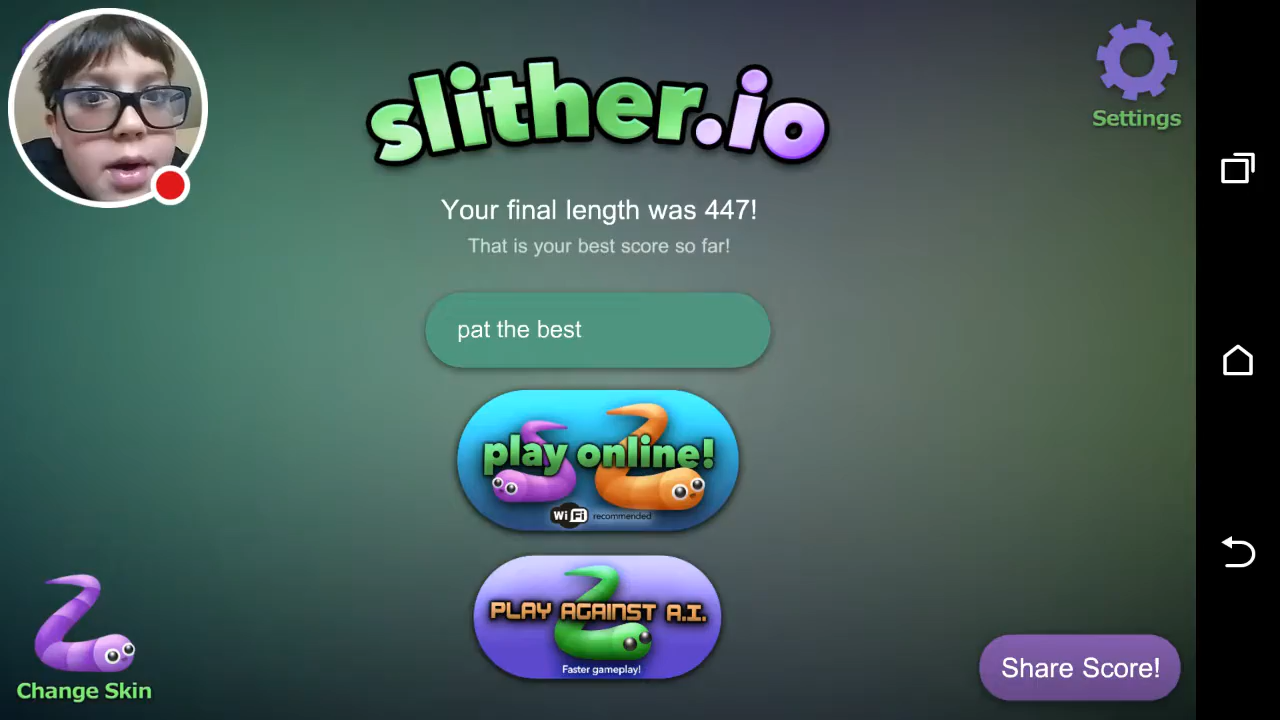 slither.io
Settings
Your final length was 447!
That is your best score so far!
pat the best
play online!
WiFi recommended
PLAY AGAINST A.I.
Faster gameplay!
Change Skin
Share Score!